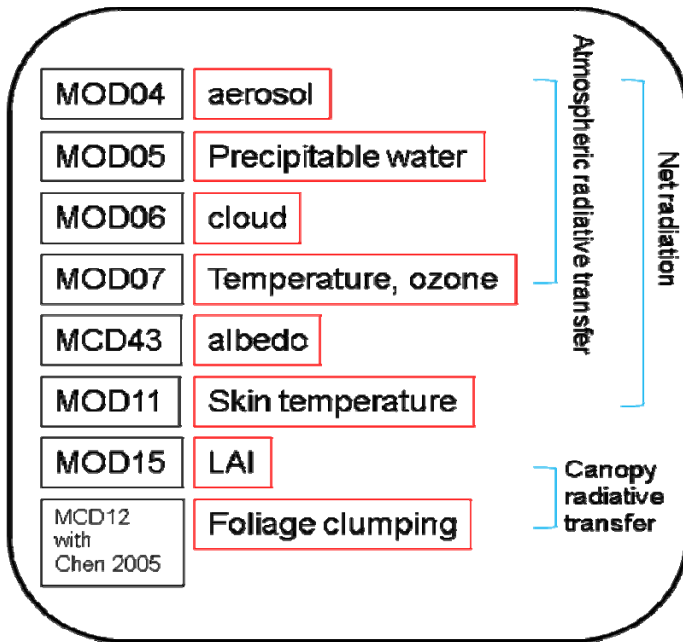 MOD04 aerosol
MOD05 Precipitable water
MOD06 cloud
MOD07 Temperature, ozone
MCD43 albedo
MOD11 Skin temperature
MOD15 LAI
MCD12
with
Chen 2005
Foliage clumping
Atmospheric radiative transfer
Net radiation
Canopy
radiative
transfer